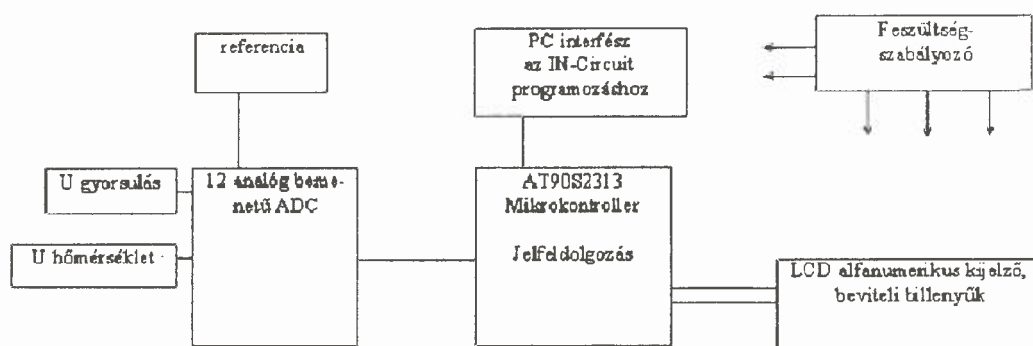 referencia
PC interfész
az IN-Circuit
programozáshoz
Feszültség-
szabályozó
U gyorsulás
12 analóg beme-
netű ADC
AT90S2313
Mikrokontroller
Jelfeldolgozás
U hőmérséklet
LCD alfanumerikus kijelző,
beviteli billenyűk